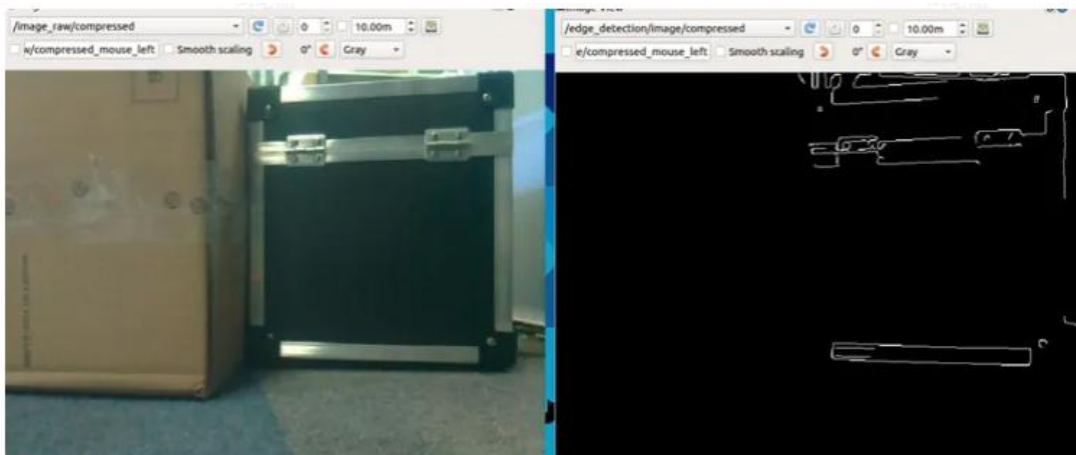 /image_raw/compressed
0
10.00m
w/compressed_mouse_left
Smooth scaling
0°
Gray
/edge_detection/image/compressed
0
10.00m
e/compressed_mouse_left
Smooth scaling
0°
Gray